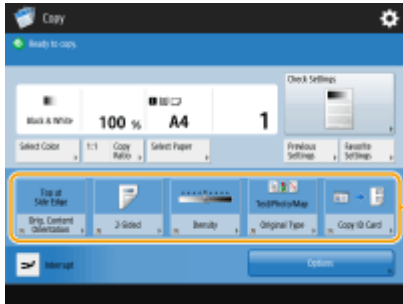 Copy
Ready to copy.
Check Settings
Black & White
100 %
A4
1
Select Color
1:1
Copy
Ratio
Select Paper
Previous
Settings
Favorite
Settings
Top at
Side Edge
Text/Photo/Map
Orig. Content
Orientation
2-Sided
Density
Original Type
Copy ID Card
Interrupt
Options